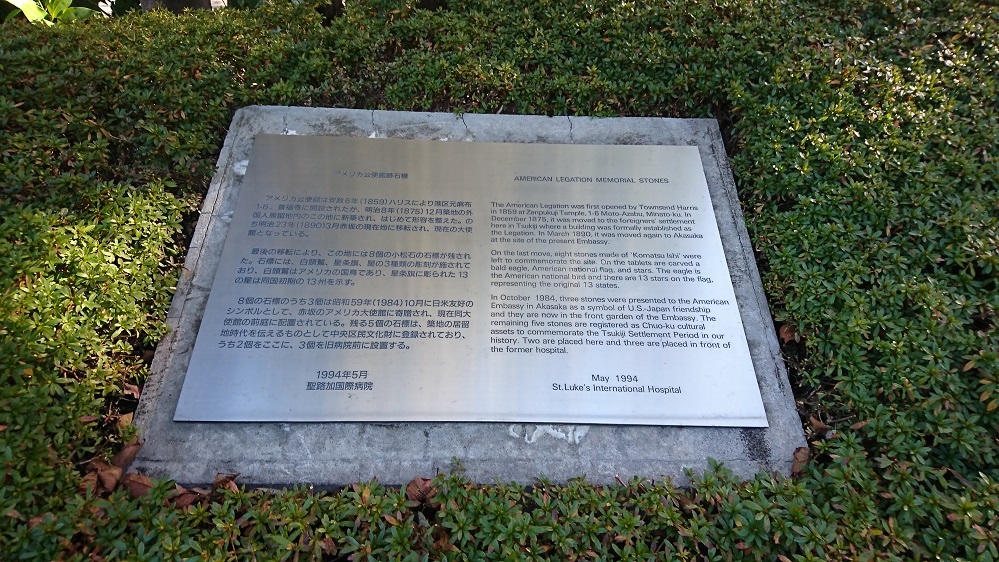 アメリカ公使館跡石標
アメリカ公使館は安政6年(1859)ハリスにより港区元麻布
1-6、善福寺に開設されたが、明治8年(1875)12月築地の外
国人居留地内のこの地に新築され、はじめて形容を整えた。の
ち明治23年(1890)3月赤坂の現在地に移転され、現在の大使
館となっている。
最後の移転により、この地には8個の小松石の石標が残され
た。石標には、白頭鷲、星条旗、星の3種類の彫刻が施されて
おり、白頭鷲はアメリカの国鳥であり、星条旗に彫られた13
の星は同国初期の13州を示す。
8個の石標のうち3個は昭和59年(1984)10月に日米友好の
シンボルとして、赤坂のアメリカ大使館に寄贈され、現在同大
使館の前庭に配置されている。残る5個の石標は、築地の居留
地時代を伝えるものとして中央区民文化財に登録されており、
うち2個をここに、3個を旧病院前に設置する。
1994年5月
聖路加国際病院
AMERICAN LEGATION MEMORIAL STONES
The American Legation was first opened by Townsend Harris
in 1859 at Zenpukuji Temple, 1-6 Moto-Azabu, Minato-ku. In
December 1875, it was moved to the foreigners' settlement
here in Tsukiji where a building was formally established as
the Legation. In March 1890, it was moved again to Akasaka
at the site of the present Embassy.
On the last move, eight stones made of 'Komatsu Ishi' were
left to commemorate the site. On the tablets are carved a
bald eagle, American national flag, and stars. The eagle is
the American national bird and there are 13 stars on the flag,
representing the original 13 states.
In October 1984, three stones were presented to the American
Embassy in Akasaka as a symbol of U.S.-Japan friendship
and they are now in the front garden of the Embassy. The
remaining five stones are registered as Chuo-ku cultural
assets to commemorate the Tsukiji Settlement Period in our
history. Two are placed here and three are placed in front of
the former hospital.
May 1994
St.Luke's International Hospital